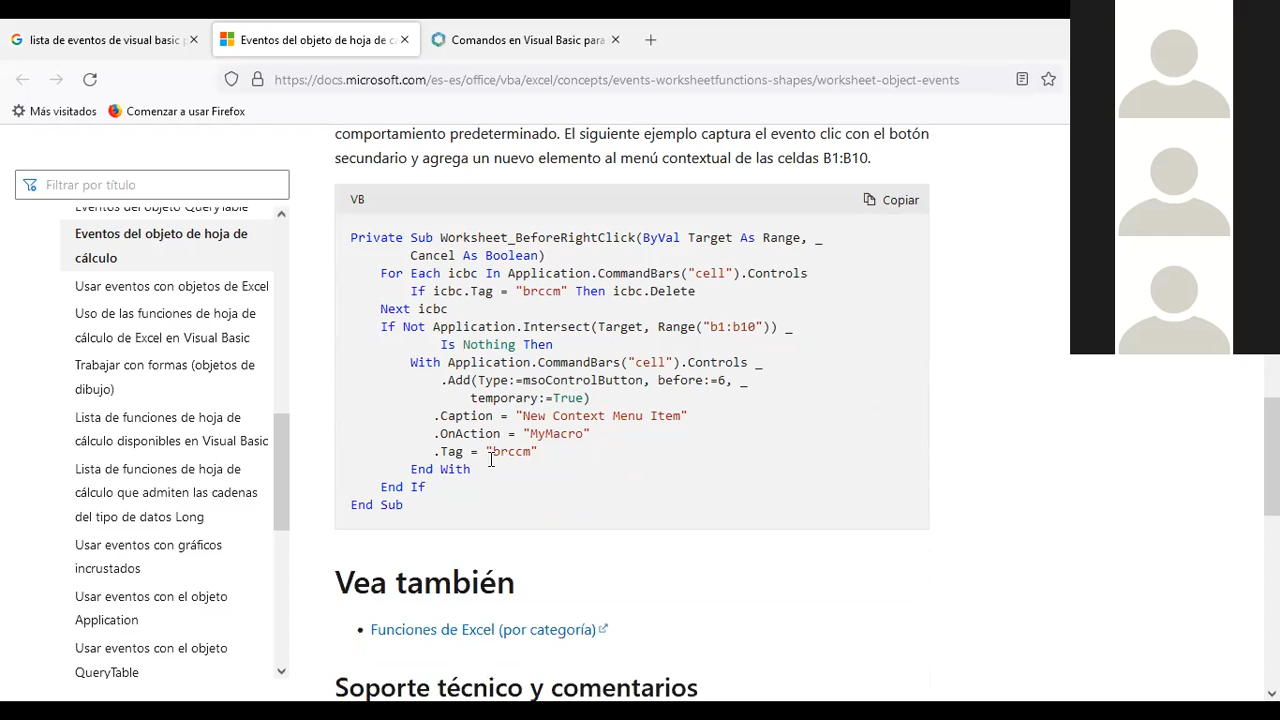 lista de eventos de visual basic p
Eventos del objeto de hoja de c
Comandos en Visual Basic para
https://docs.microsoft.com/es-es/office/vba/excel/concepts/events-worksheetfunctions-shapes/worksheet-object-events
Más visitados
Comenzar a usar Firefox
Filtrar por título
Eventos del objeto QueryTable
Eventos del objeto de hoja de
cálculo
Usar eventos con objetos de Excel
Uso de las funciones de hoja de
cálculo de Excel en Visual Basic
Trabajar con formas (objetos de
dibujo)
Lista de funciones de hoja de
cálculo disponibles en Visual Basic
Lista de funciones de hoja de
cálculo que admiten las cadenas
del tipo de datos Long
Usar eventos con gráficos
incrustados
Usar eventos con el objeto
Application
Usar eventos con el objeto
QueryTable
comportamiento predeterminado. El siguiente ejemplo captura el evento clic con el botón
secundario y agrega un nuevo elemento al menú contextual de las celdas B1:B10.
VB
Copiar
Private Sub Worksheet_BeforeRightClick(ByVal Target As Range, _
Cancel As Boolean)
For Each icbc In Application.CommandBars("cell").Controls
If icbc.Tag = "brccm" Then icbc.Delete
Next icbc
If Not Application.Intersect(Target, Range("b1:b10")) _
Is Nothing Then
With Application.CommandBars("cell").Controls _
.Add(Type:=msoControlButton, before:=6, _
temporary:=True)
.Caption = "New Context Menu Item"
.OnAction = "MyMacro"
.Tag = "brccm"
End With
End If
End Sub
Vea también
• Funciones de Excel (por categoría)
Soporte técnico y comentarios